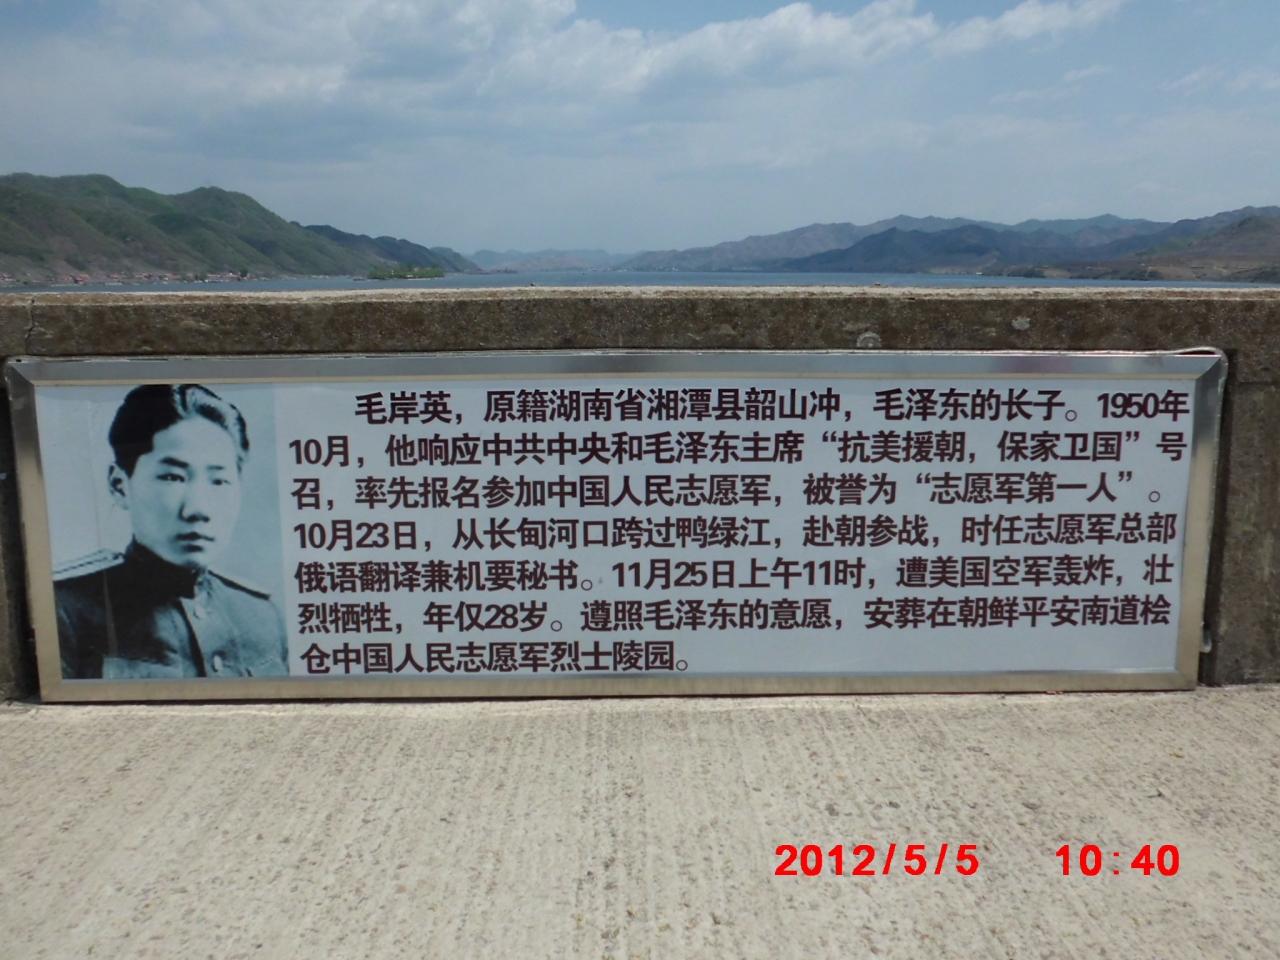 毛岸英，原籍湖南省湘潭县韶山冲，毛泽东的长子。1950年
10月，他响应中共中央和毛泽东主席“抗美援朝，保家卫国”号
召，率先报名参加中国人民志愿军，被誉为“志愿军第一人”。
10月23日，从长甸河口跨过鸭绿江，赴朝参战，时任志愿军总部
俄语翻译兼机要秘书。11月25日上午11时，遭美国空军轰炸，壮
烈牺牲，年仅28岁。遵照毛泽东的意愿，安葬在朝鲜平安南道桧
仓中国人民志愿军烈士陵园。
2012/5/5 10:40